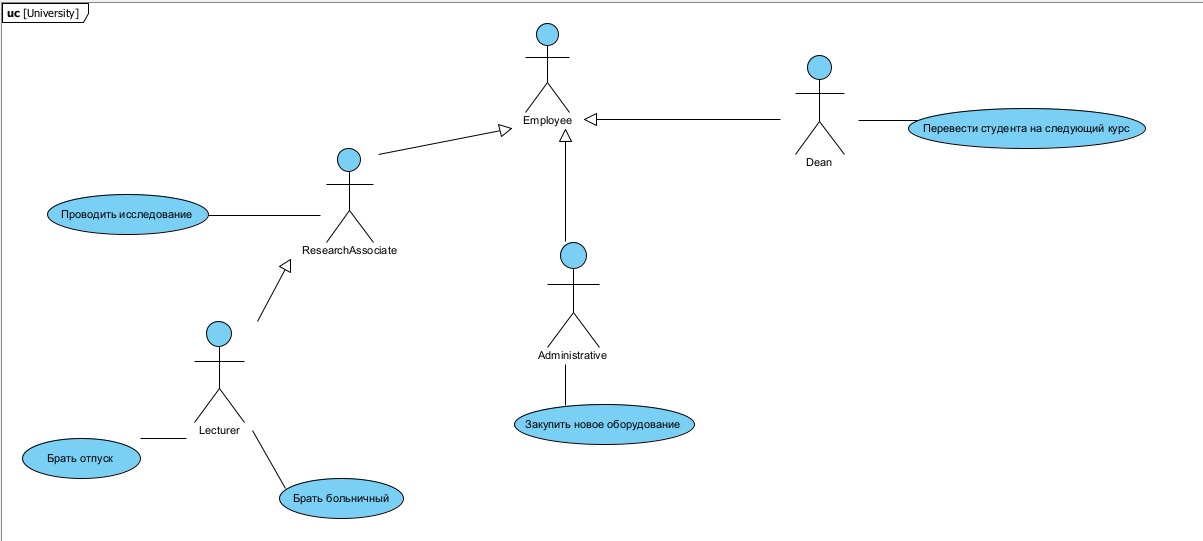 uc [University]
Employee
Dean
Перевести студента на следующий курс
Проводить исследование
ResearchAssociate
Administrative
Закупить новое оборудование
Lecturer
Брать отпуск
Брать больничный